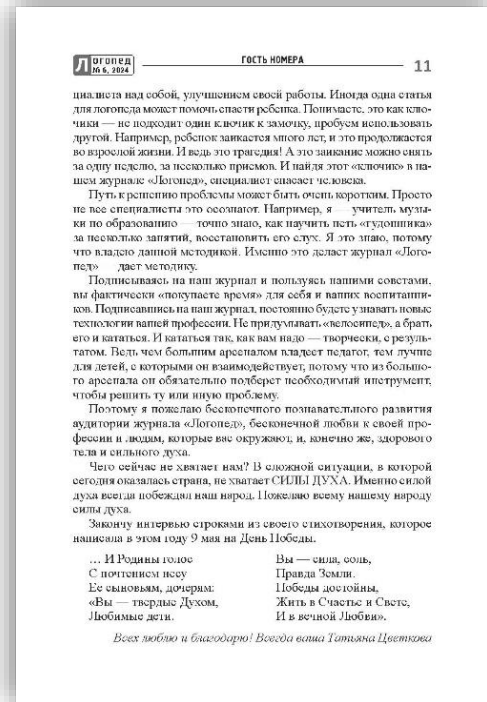 Логопед
№ 6, 2024
ГОСТЬ НОМЕРА
11
циалиста над собой, улучшением своей работы. Иногда одна статья
для логопеда может помочь спасти ребенка. Понимаете, это как клю-
чики — не подходит один ключик к замочку, пробуем использовать
другой. Например, ребенок заикается много лет, и это продолжается
во взрослой жизни. И ведь это трагедия! А это заикание можно снять
за одну неделю, за несколько приемов. И найдя этот «ключик» в на-
шем журнале «Логопед», специалист спасает человека.
Путь к решению проблемы может быть очень коротким. Просто
не все специалисты это осознают. Например, я — учитель музы-
ки по образованию — точно знаю, как научить петь «гудошника»
за несколько занятий, восстановить его слух. Я это знаю, потому
что владею данной методикой. Именно это делает журнал «Лого-
пед» — дает методику.
Подписываясь на наш журнал и пользуясь нашими советами,
вы фактически «покупаете время» для себя и ваших воспитанни-
ков. Подписавшись на наш журнал, постоянно будете узнавать новые
технологии вашей профессии. Не придумывать «велосипед», а брать
его и кататься. И кататься так, как вам надо — творчески, с резуль-
татом. Ведь чем большим арсеналом владеет педагог, тем лучше
для детей, с которыми он взаимодействует, потому что из большо-
го арсенала он обязательно подберет необходимый инструмент,
чтобы решить ту или иную проблему.
Поэтому я пожелаю бесконечного познавательного развития
аудитории журнала «Логопед», бесконечной любви к своей про-
фессии и людям, которые вас окружают, и, конечно же, здорового
тела и сильного духа.
Чего сейчас не хватает нам? В сложной ситуации, в которой
сегодня оказалась страна, не хватает СИЛЫ ДУХА. Именно силой
духа всегда побеждал наш народ. Пожелаю всему нашему народу
силы духа.
Закончу интервью строками из своего стихотворения, которое
написала в этом году 9 мая на День Победы.
… И Родины голос
С почтением несу
Ее сыновьям, дочерям:
«Вы — твердые Духом,
Любимые дети.
Вы — сила, соль,
Правда Земли.
Победы достойны,
Жить в Счастье и Свете,
И в вечной Любви».
Всех люблю и благодарю! Всегда ваша Татьяна Цветкова